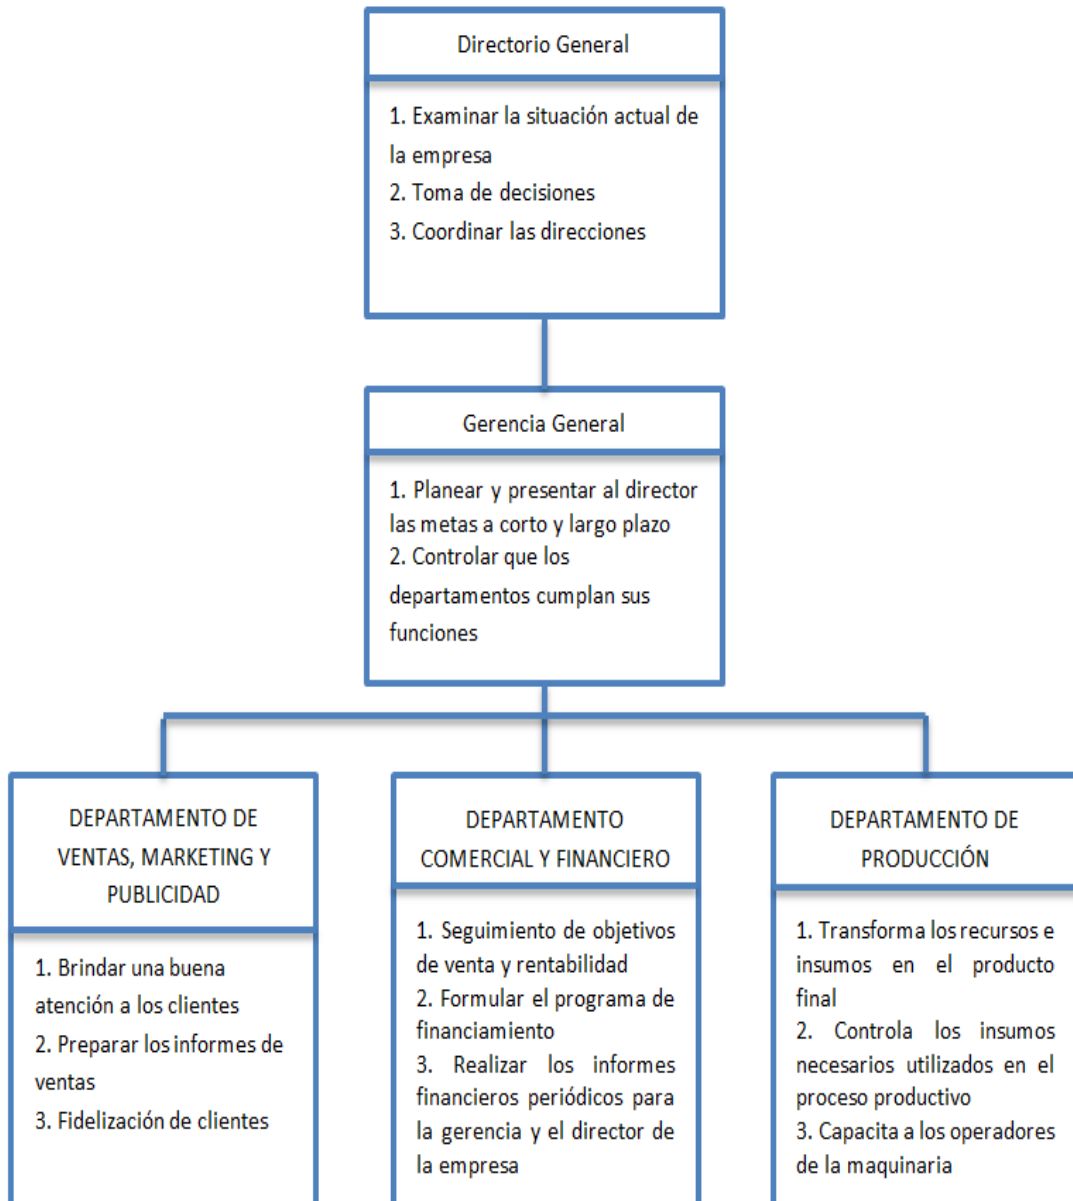 Directorio General
1. Examinar la situación actual de
la empresa
2. Toma de decisiones
3. Coordinar las direcciones
Gerencia General
1. Planear y presentar al director
las metas a corto y largo plazo
2. Controlar que los
departamentos cumplan sus
funciones
DEPARTAMENTO DE
VENTAS, MARKETING Y
PUBLICIDAD
1. Brindar una buena
atención a los clientes
2. Preparar los informes de
ventas
3. Fidelización de clientes
DEPARTAMENTO
COMERCIAL Y FINANCIERO
1. Seguimiento de objetivos
de venta y rentabilidad
2. Formular el programa de
financiamiento
3. Realizar los informes
financieros periódicos para
la gerencia y el director de
la empresa
DEPARTAMENTO DE
PRODUCCIÓN
1. Transforma los recursos e
insumos en el producto
final
2. Controla los insumos
necesarios utilizados en el
proceso productivo
3. Capacita a los operadores
de la maquinaria